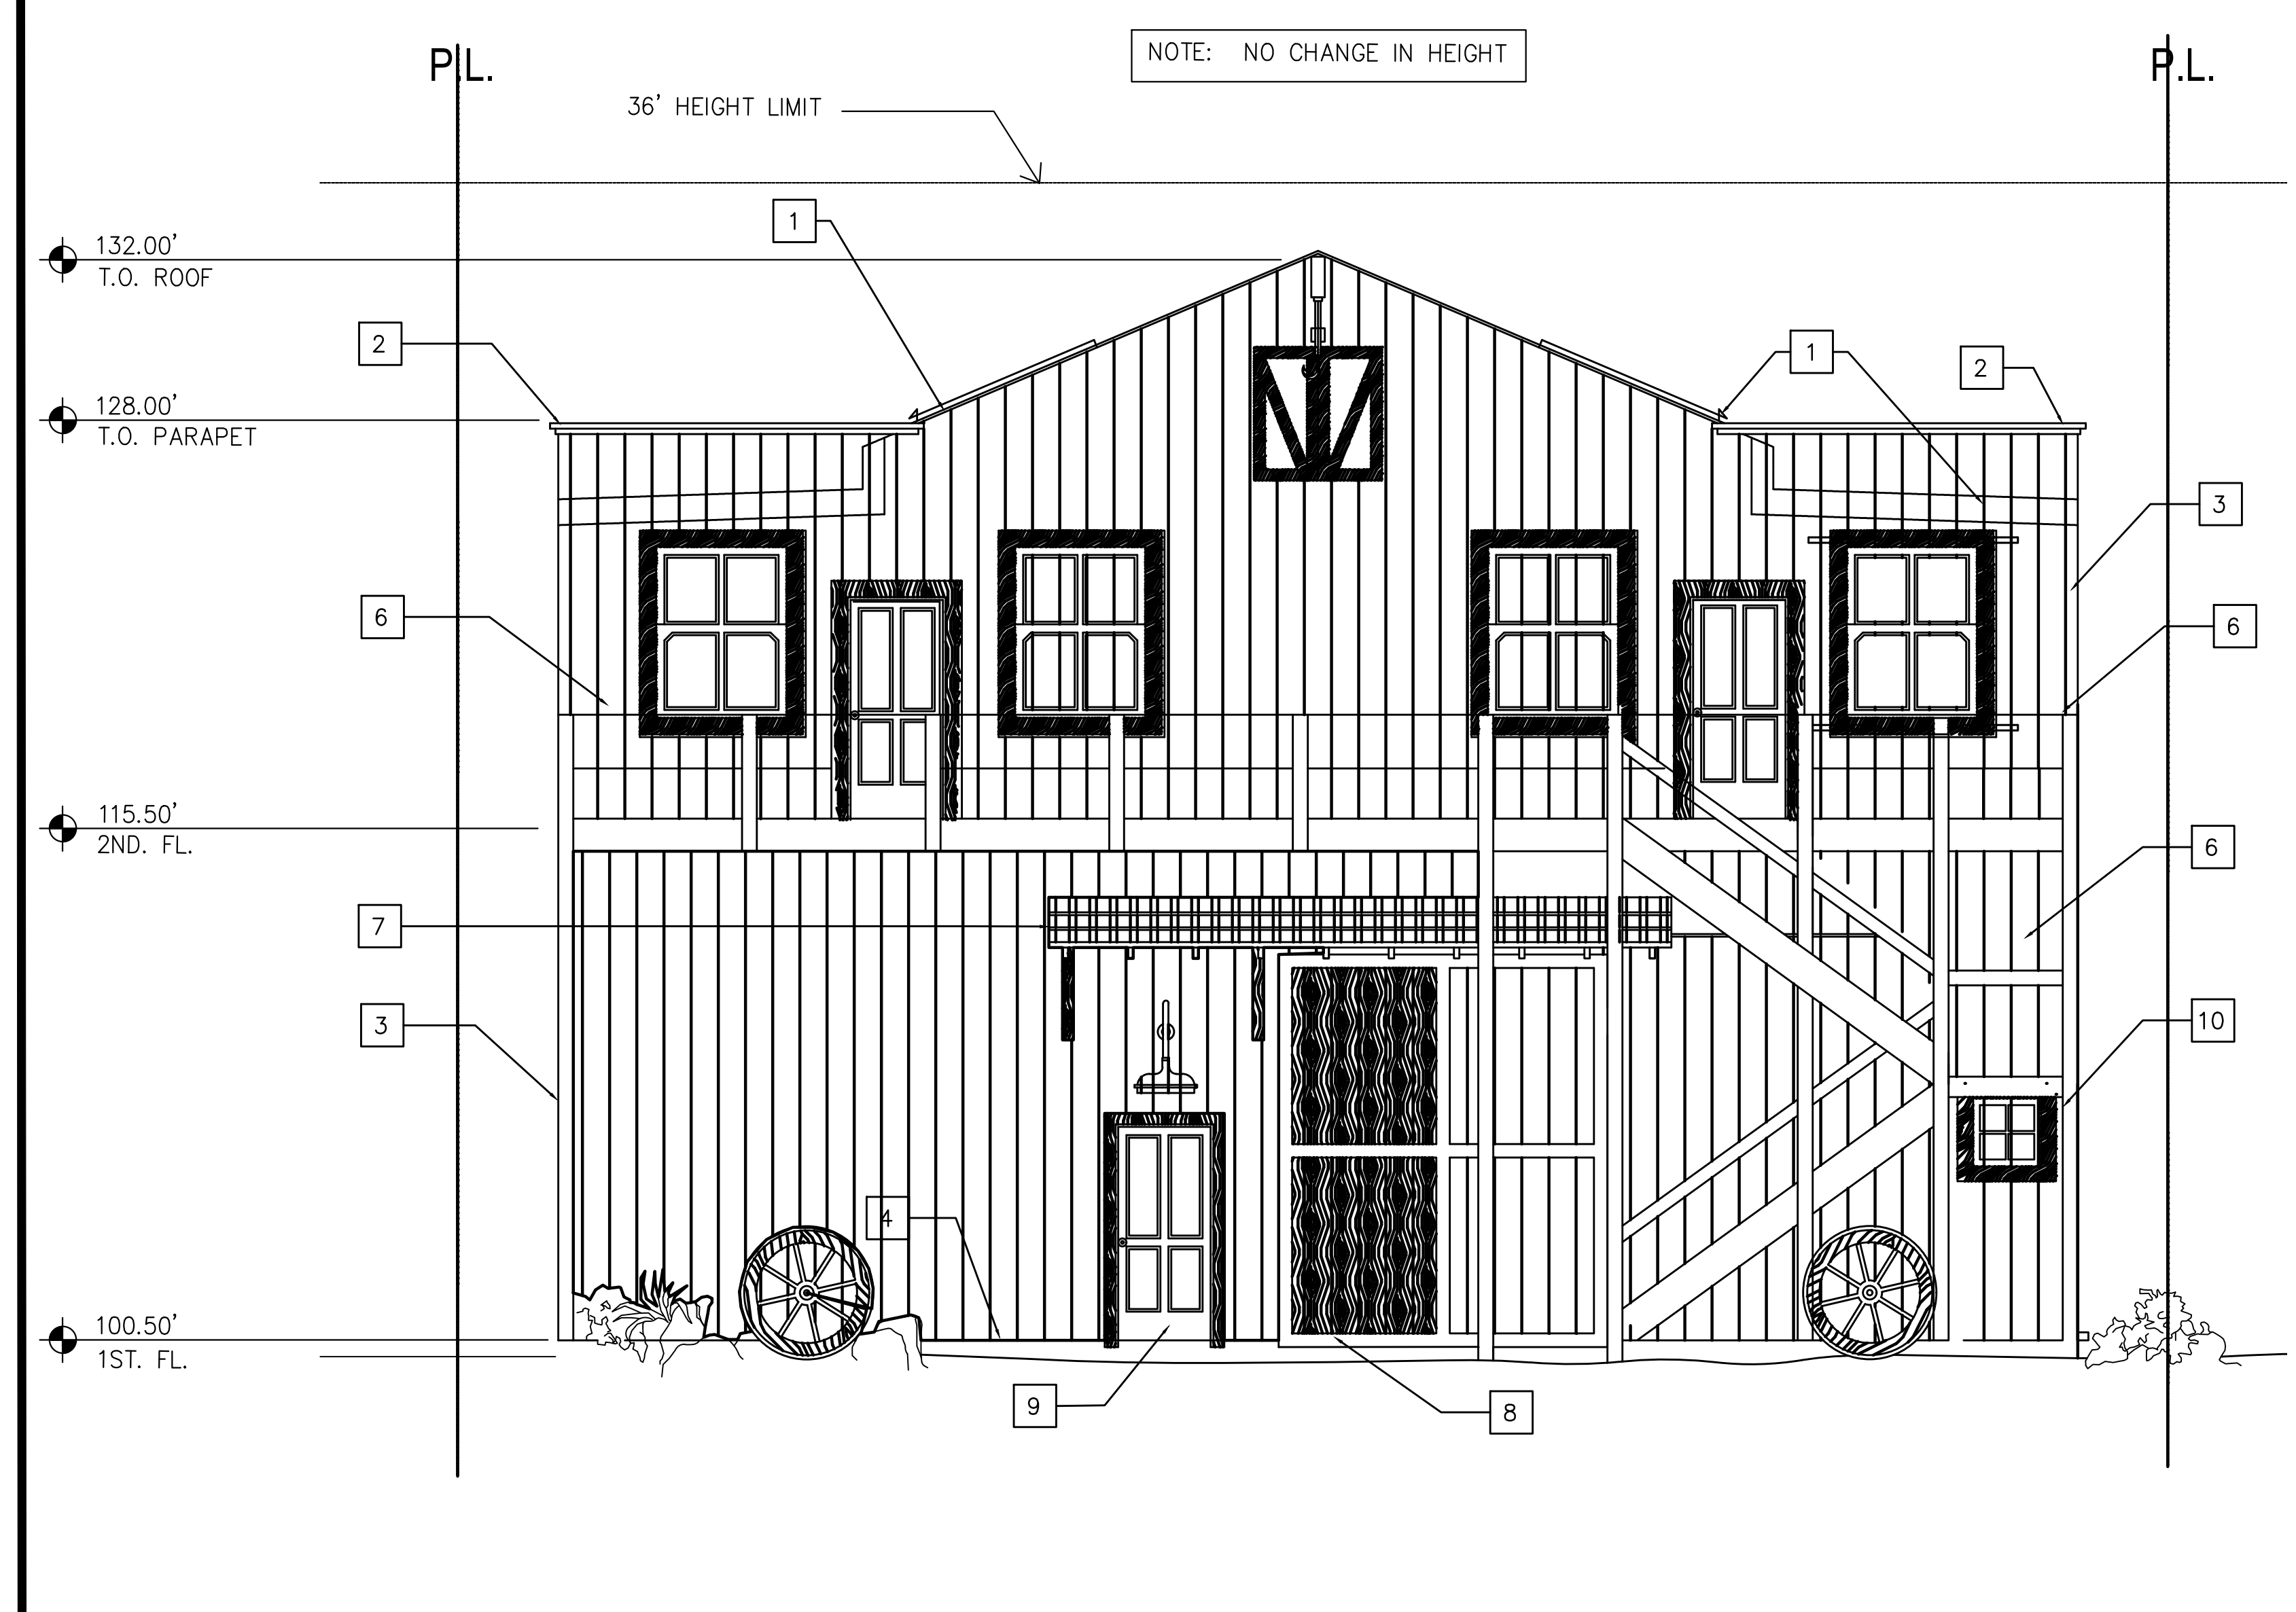 NOTE: NO CHANGE IN HEIGHT
P.L.
P.L.
36' HEIGHT LIMIT
132.00'
T.O. ROOF
1
2
1
2
128.00'
T.O. PARAPET
3
6
6
115.50'
2ND. FL.
6
7
3
10
4
100.50'
1ST. FL.
9
8